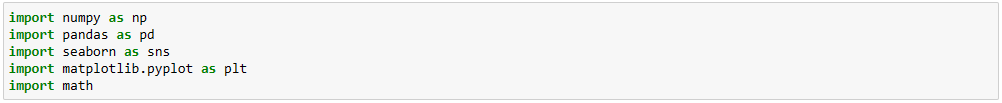 import numpy as np
import pandas as pd
import seaborn as sns
import matplotlib.pyplot as plt
import math